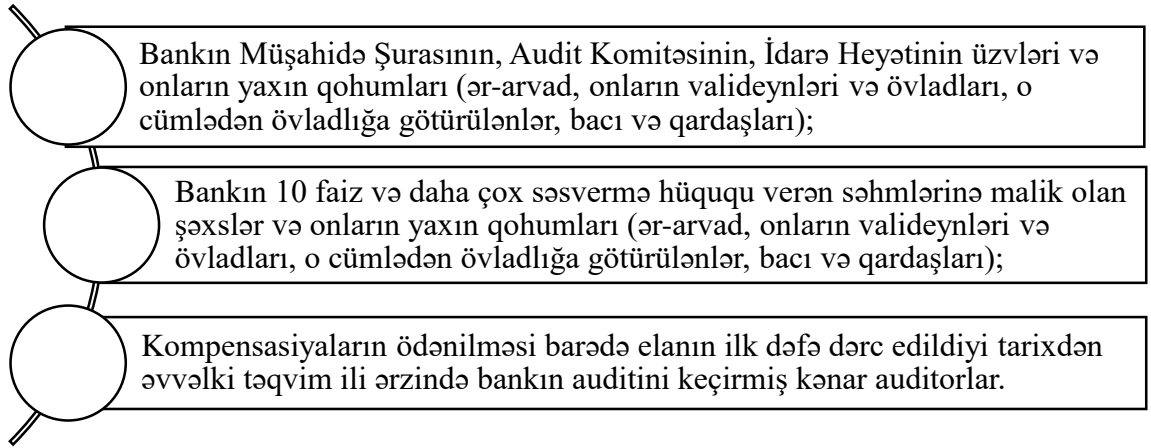 Bankın Müşahidə Şurasının, Audit Komitəsinin, İdarə Heyətinin üzvləri və
onların yaxın qohumları (ər-arvad, onların valideynləri və övladları, o
cümlədən övladlığa götürülənlər, bacı və qardaşları);
Bankın 10 faiz və daha çox səsvermə hüququ verən səhmlərinə malik olan
şəxslər və onların yaxın qohumları (ər-arvad, onların valideynləri və
övladları, o cümlədən övladlığa götürülənlər, bacı və qardaşları);
Kompensasiyaların ödənilməsi barədə elanın ilk dəfə dərc edildiyi tarixdən
əvvəlki təqvim ili ərzində bankın auditini keçirmiş kənar auditorlar.